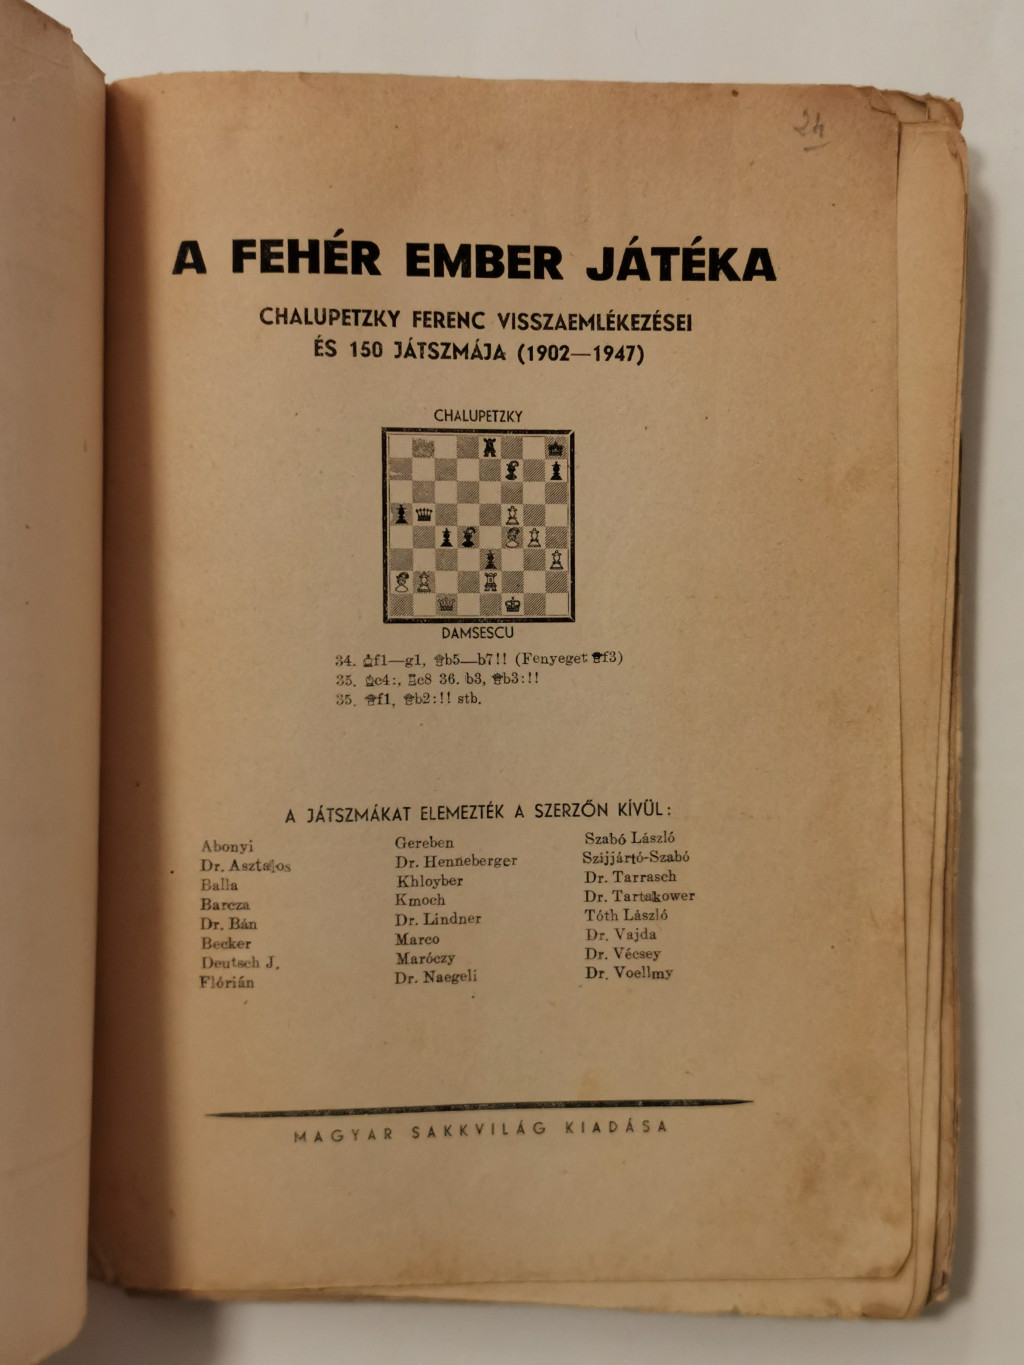 24
A FEHÉR EMBER JÁTÉKA
CHALUPETZKY FERENC VISSZAEMLÉKEZÉSEI
ÉS 150 JÁTSZMÁJA (1902—1947)
CHALUPETZKY
DAMSESCU
34. ♔f1—g1, ♛b5—b7!! (Fenyeget ♛f3)
35. ♗c4:, ♖c8 36. b3, ♛b3:!!
35. ♕f1, ♛b2:!! stb.
A JÁTSZMÁKAT ELEMEZTÉK A SZERZŐN KÍVÜL:
Abonyi
Dr. Asztalos
Balla
Barcza
Dr. Bán
Becker
Deutsch J.
Flórián
Gereben
Dr. Henneberger
Khloyber
Kmoch
Dr. Lindner
Marco
Maróczy
Dr. Naegeli
Szabó László
Szijjártó-Szabó
Dr. Tarrasch
Dr. Tartakower
Tóth László
Dr. Vajda
Dr. Vécsey
Dr. Voellmy
MAGYAR SAKKVILÁG KIADÁSA